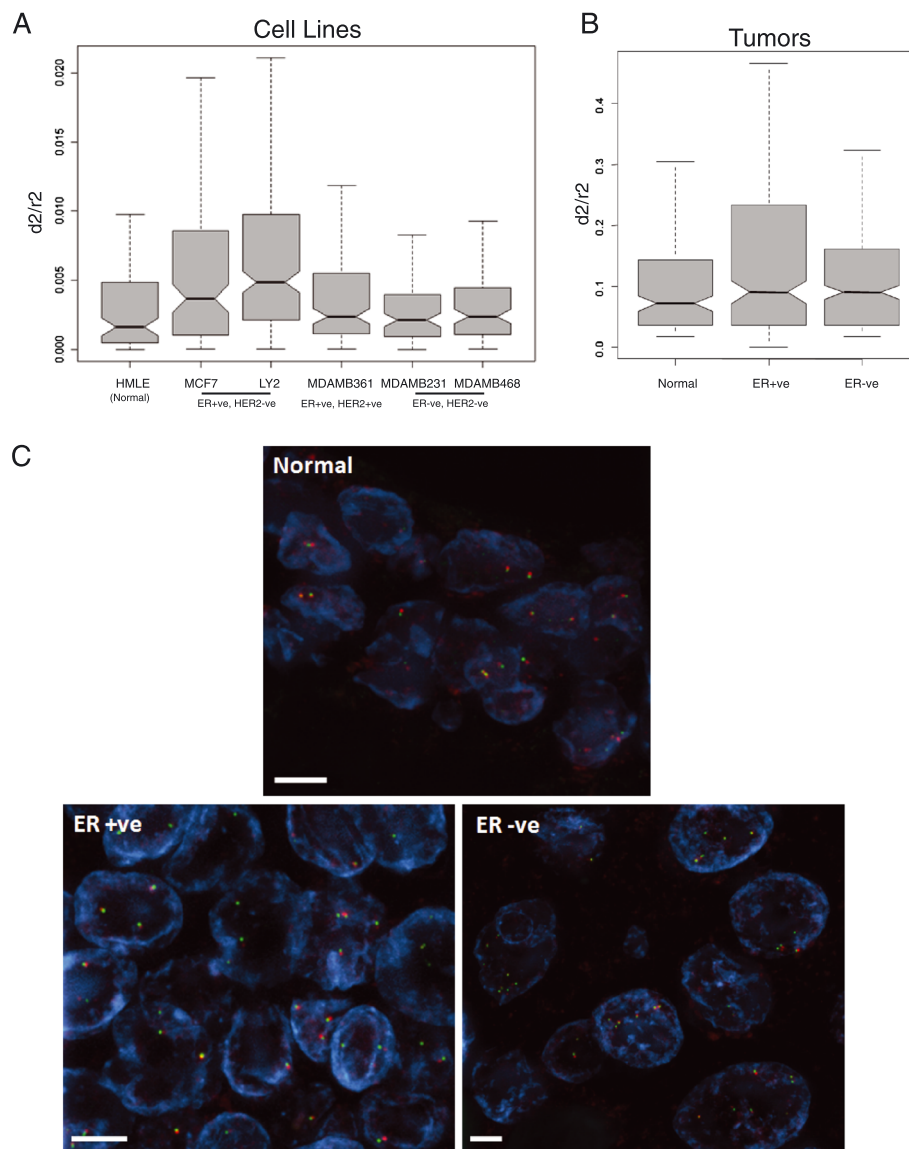 A
Cell Lines
d2/r2
0.020
0.015
0.010
0.005
0.000
HMLE
(Normal)
MCF7
LY2
MDAMB361
MDAMB231
MDAMB468
ER+ve, HER2-ve
ER+ve, HER2+ve
ER-ve, HER2-ve
B
Tumors
d2/r2
0.4
0.3
0.2
0.1
0.0
Normal
ER+ve
ER-ve
C
Normal
ER +ve
ER -ve